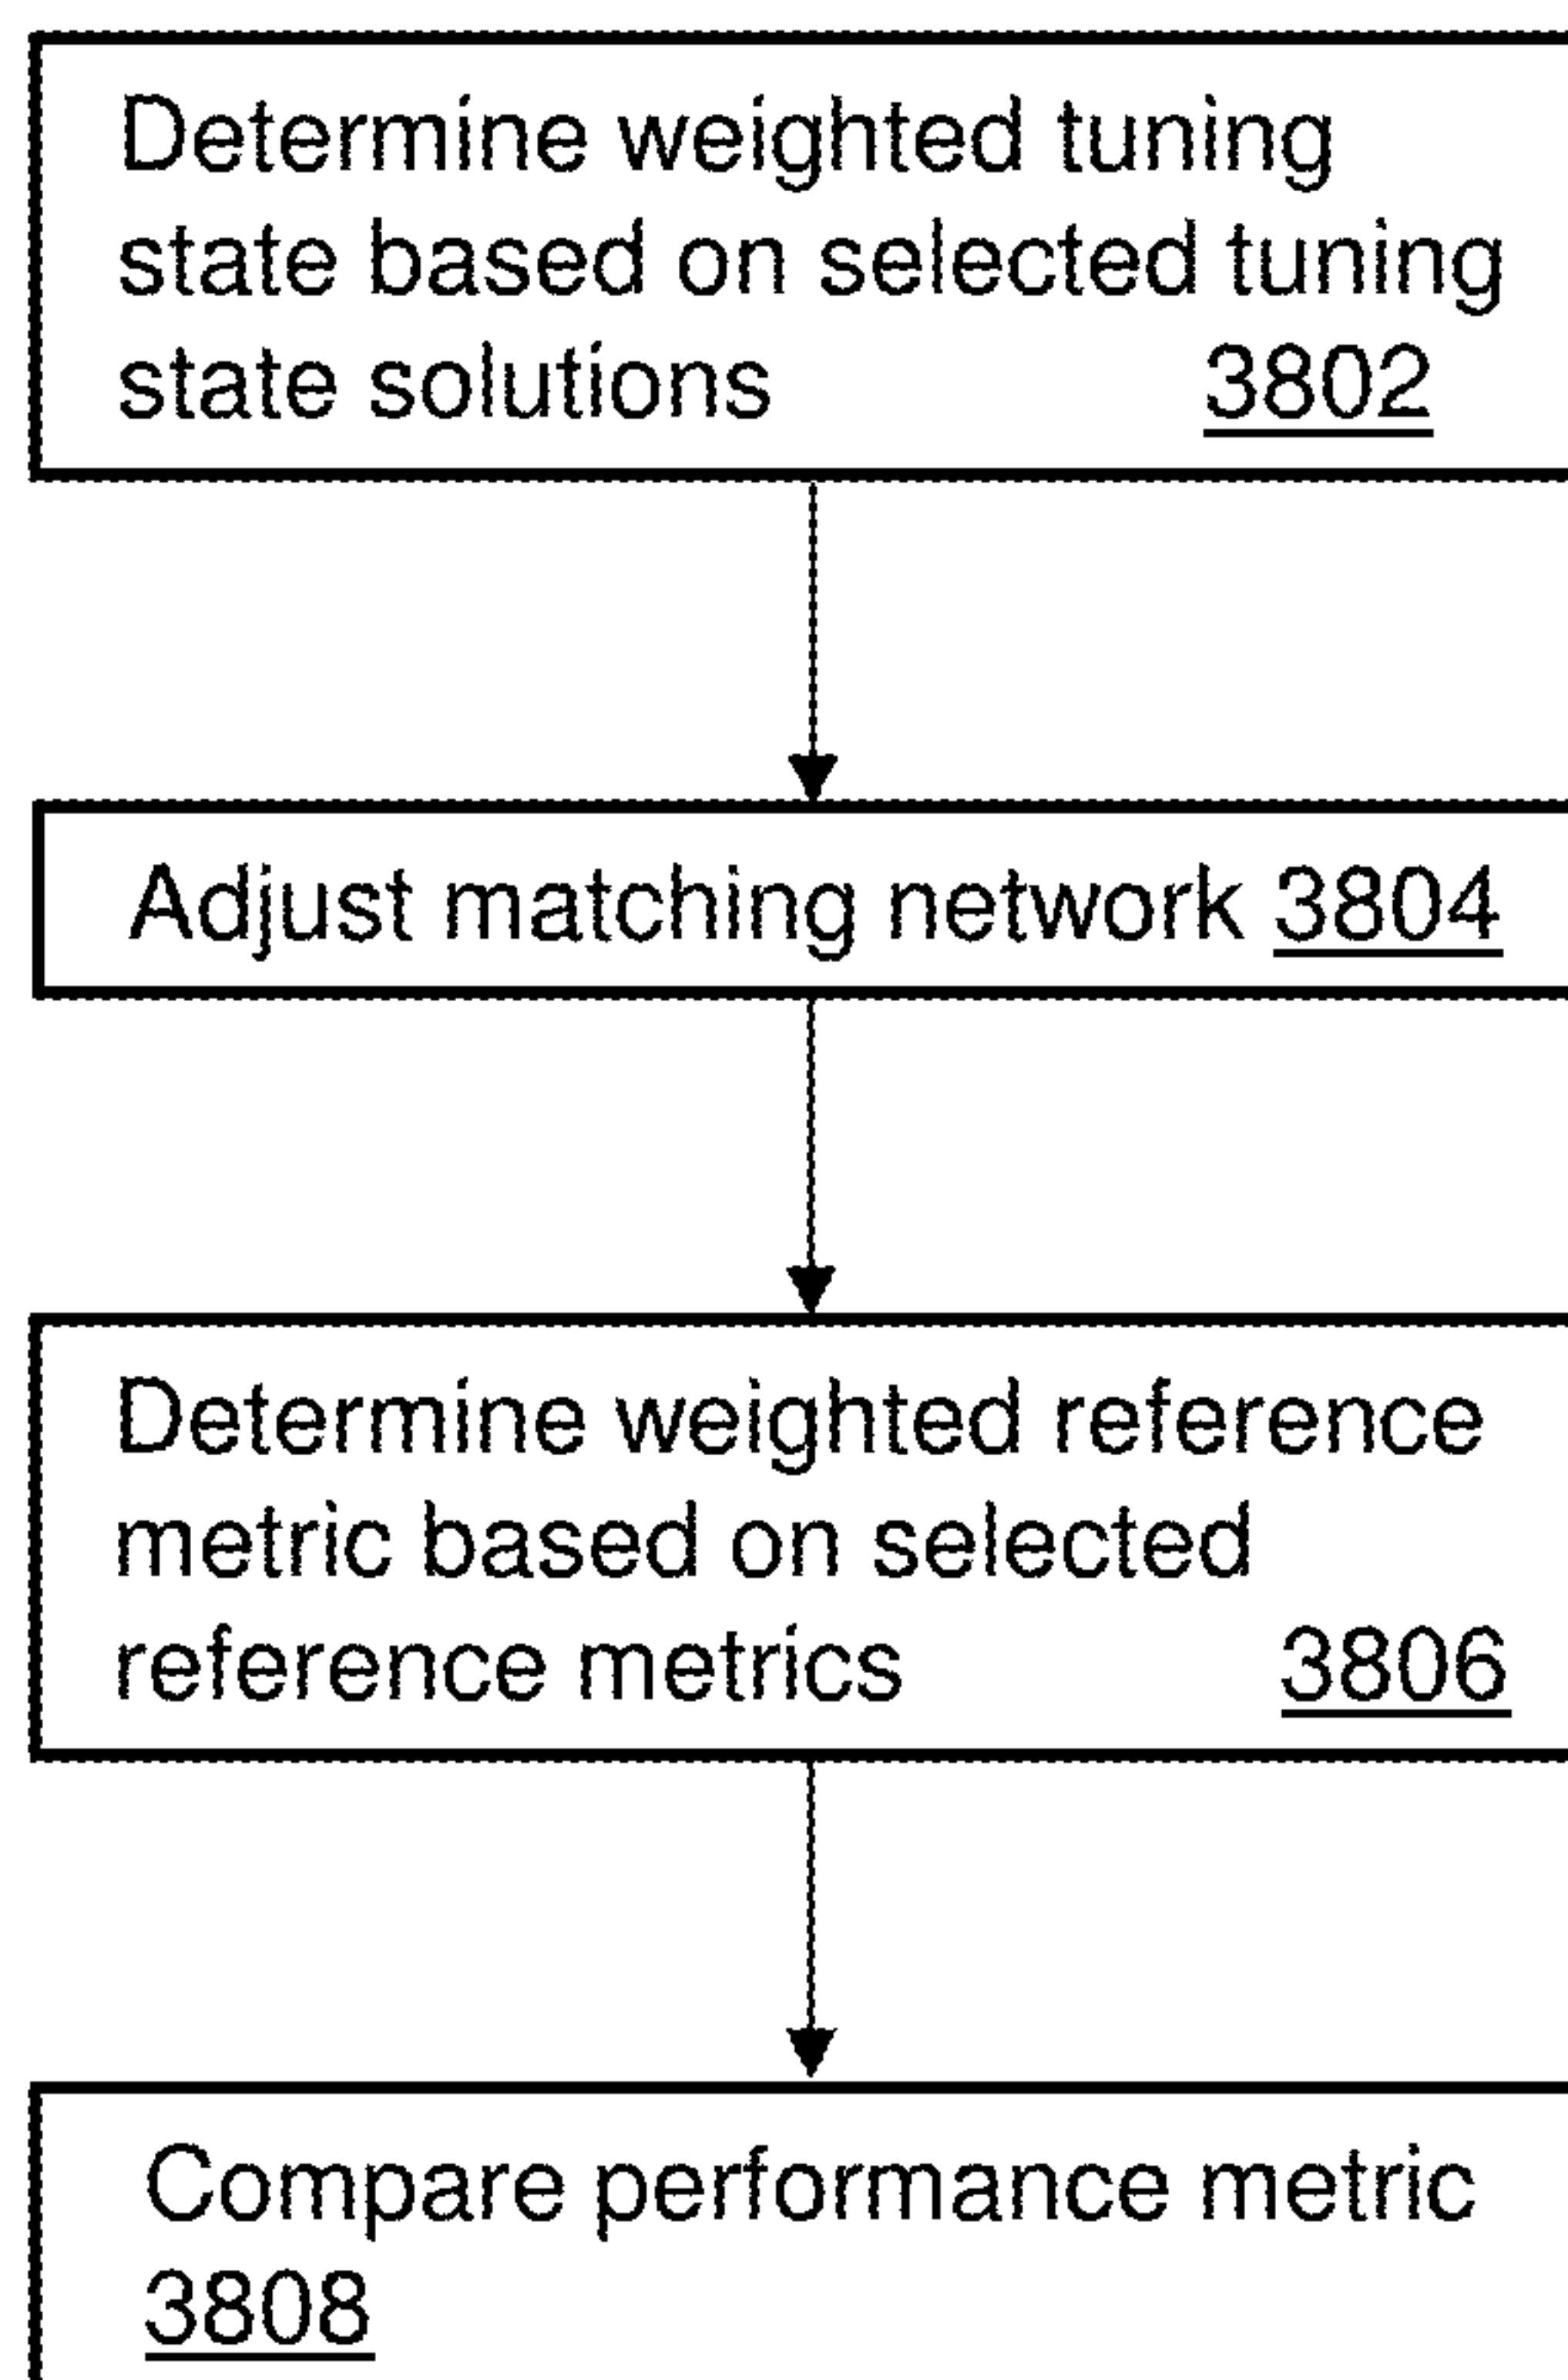 Determine weighted tuning
state based on selected tuning
state solutions 3802
Adjust matching network 3804
Determine weighted reference
metric based on selected
reference metrics 3806
Compare performance metric
3808